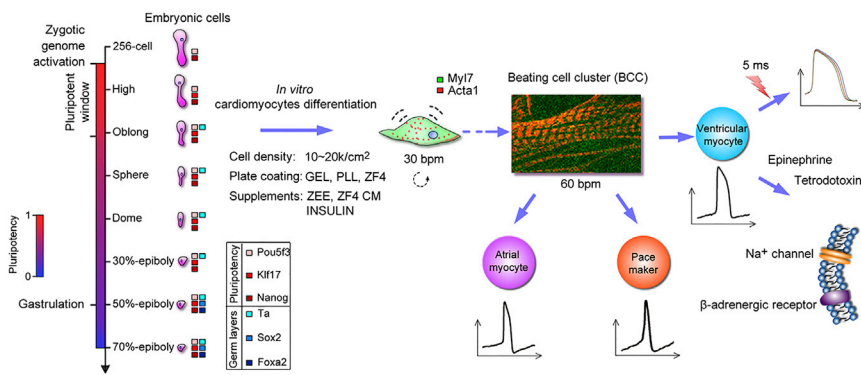 Embryonic cells
Zygotic
genome
activation
256-cell
Pluripotent
window
High
Oblong
Sphere
Dome
30%-epiboly
Gastrulation
50%-epiboly
70%-epiboly
1
Pluripotency
0
Pluripotency
Pou5f3
Klf17
Nanog
Germ layers
Ta
Sox2
Foxa2
In vitro
cardiomyocytes differentiation
Cell density: 10~20k/cm2
Plate coating: GEL, PLL, ZF4
Supplements: ZEE, ZF4 CM
INSULIN
Myl7
Acta1
30 bpm
Beating cell cluster (BCC)
60 bpm
Atrial
myocyte
Pace
maker
Ventricular
myocyte
5 ms
Epinephrine
Tetrodotoxin
Na+ channel
β-adrenergic receptor